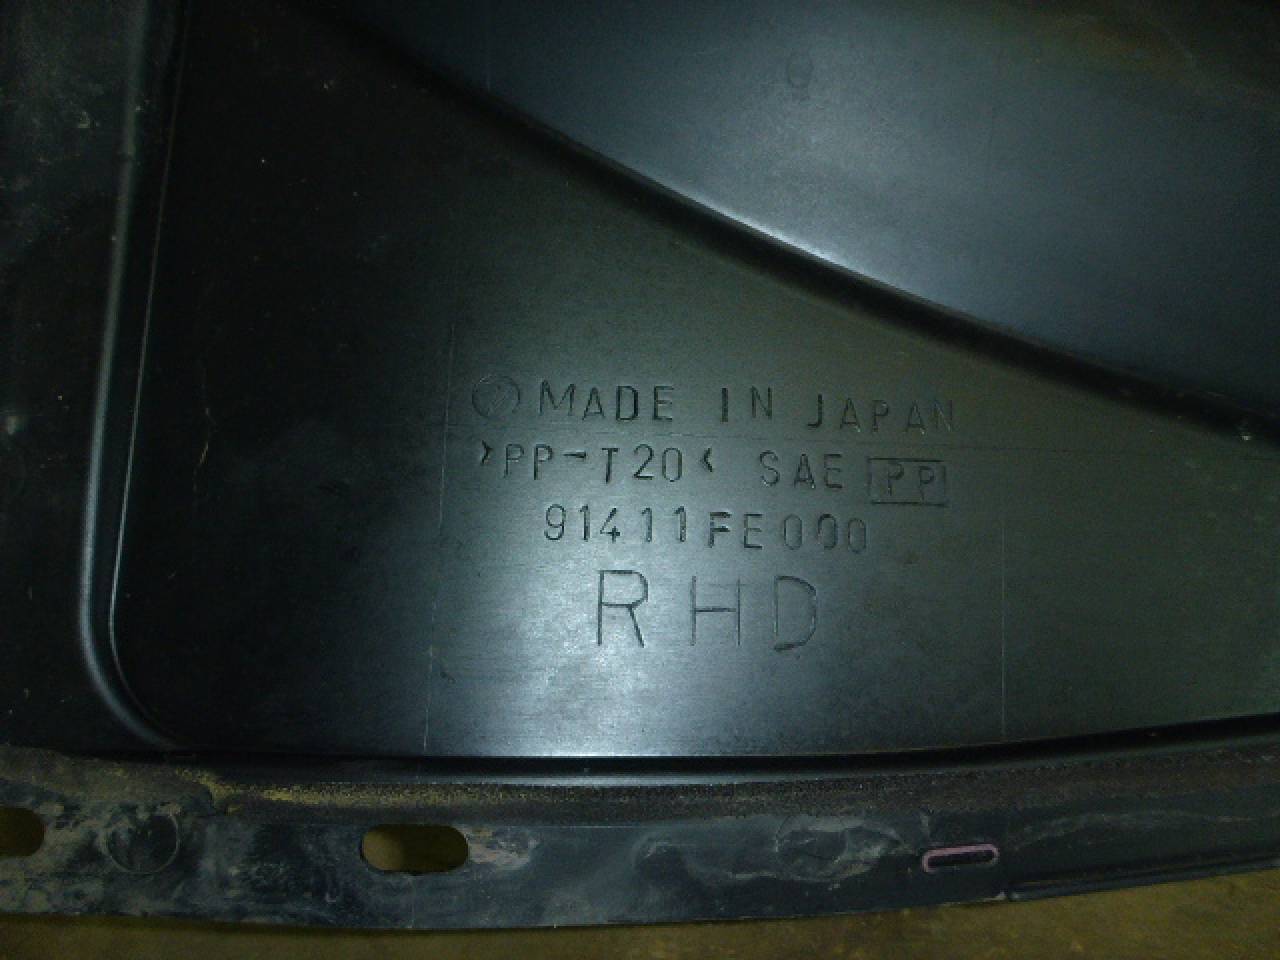 MADE IN JAPAN
>PP-T20< SAE PP
91411FE000
RHD